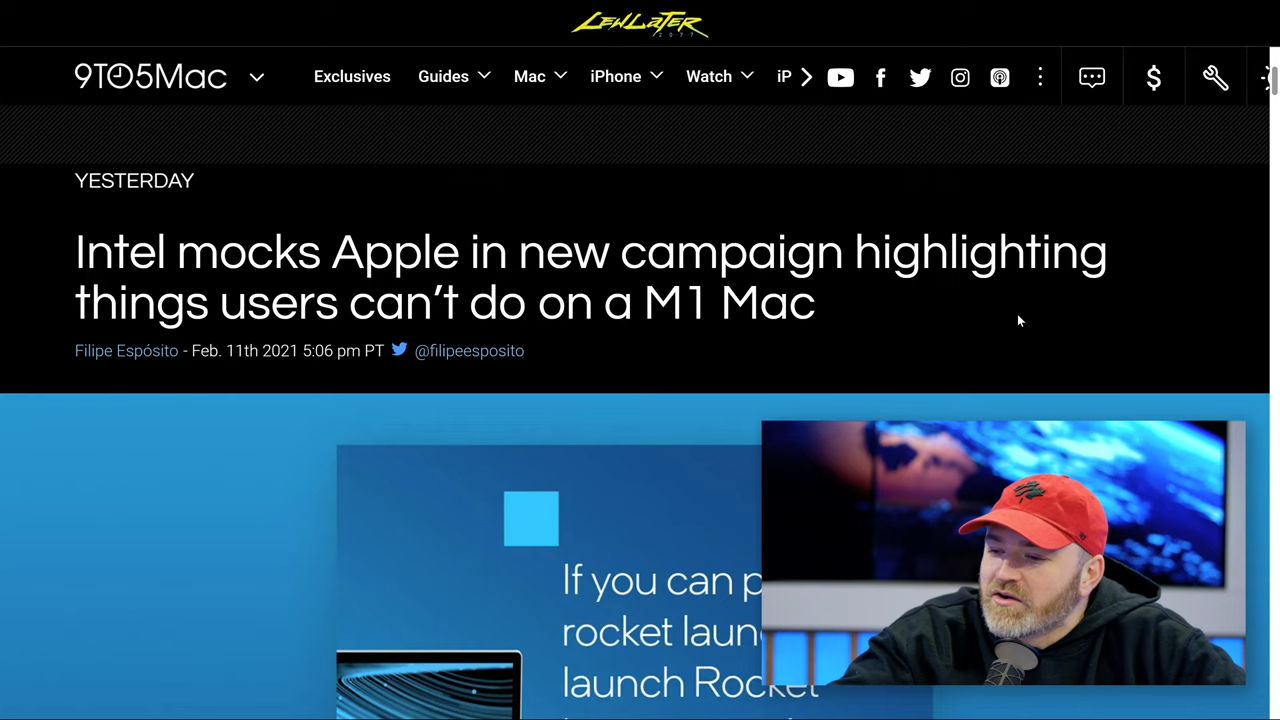 LEWLATER
2077
9TO5Mac
Exclusives Guides Mac iPhone Watch iP
YESTERDAY
Intel mocks Apple in new campaign highlighting
things users can't do on a M1 Mac
Filipe Espósito - Feb. 11th 2021 5:06 pm PT @filipeesposito
If you can p
rocket laun
launch Rocket